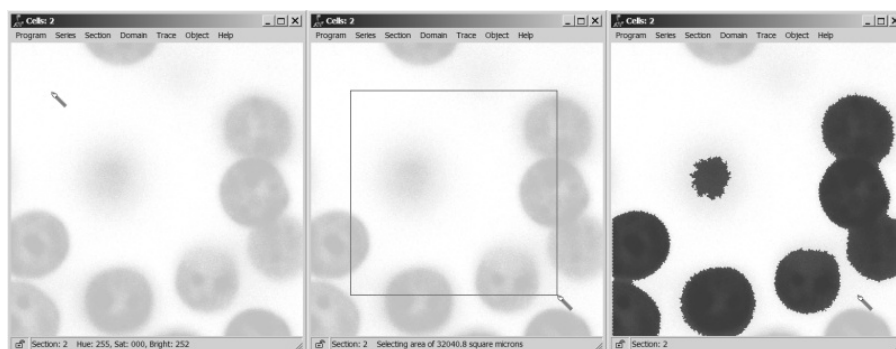 Cells: 2
Program Series Section Domain Trace Object Help
Section: 2 Hue: 255, Sat: 000, Bright: 252
Cells: 2
Program Series Section Domain Trace Object Help
Section: 2 Selecting area of 32040.8 square microns
Cells: 2
Program Series Section Domain Trace Object Help
Section: 2